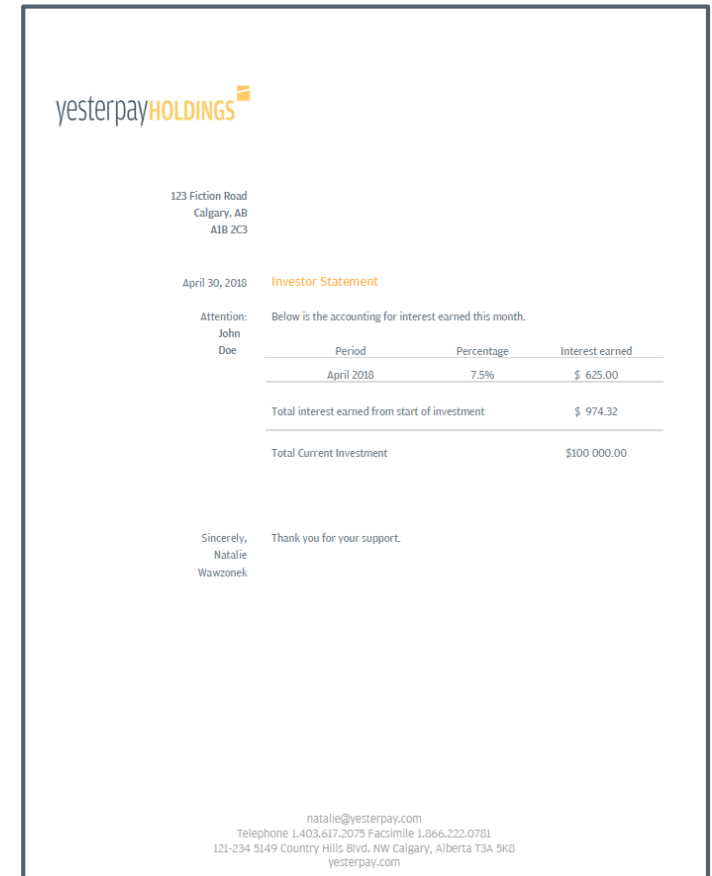 yesterpayHOLDINGS
123 Fiction Road
Calgary, AB
A1B 2C3
April 30, 2018 Investor Statement
Attention: Below is the accounting for interest earned this month.
John
Doe
Period Percentage Interest earned
April 2018 7.5% $ 625.00
Total interest earned from start of investment $ 974.32
Total Current Investment $100 000.00
Sincerely, Thank you for your support.
Natalie
Wawzonek
natalie@yesterpay.com
Telephone 1.403.617.2075 Facsimile 1.866.222.0781
121-234 5149 Country Hills Blvd. NW Calgary, Alberta T3A 5K8
yesterpay.com